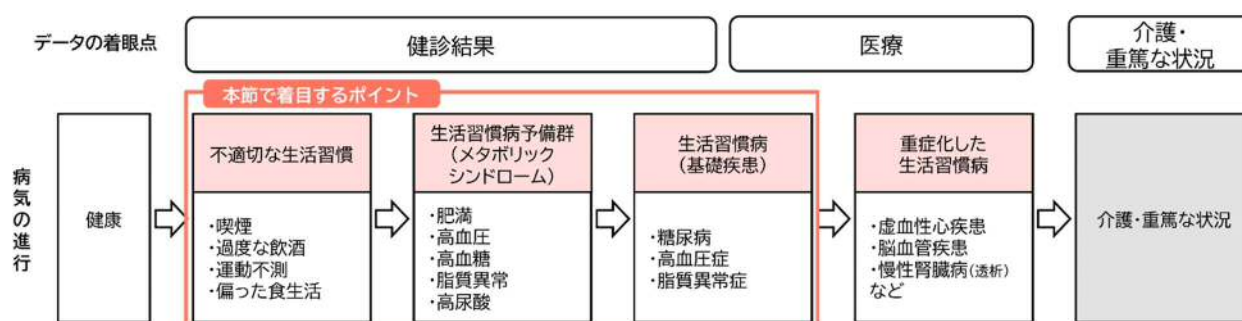 データの着眼点
健診結果
医療
介護・
重篤な状況
本節で着目するポイント
病気の進行
健康
不適切な生活習慣
・喫煙
・過度な飲酒
・運動不測
・偏った食生活
生活習慣病予備群
（メタボリック
シンドローム）
・肥満
・高血圧
・高血糖
・脂質異常
・高尿酸
生活習慣病
（基礎疾患）
・糖尿病
・高血圧症
・脂質異常症
重症化した
生活習慣病
・虚血性心疾患
・脳血管疾患
・慢性腎臓病(透析)
など
介護・重篤な状況